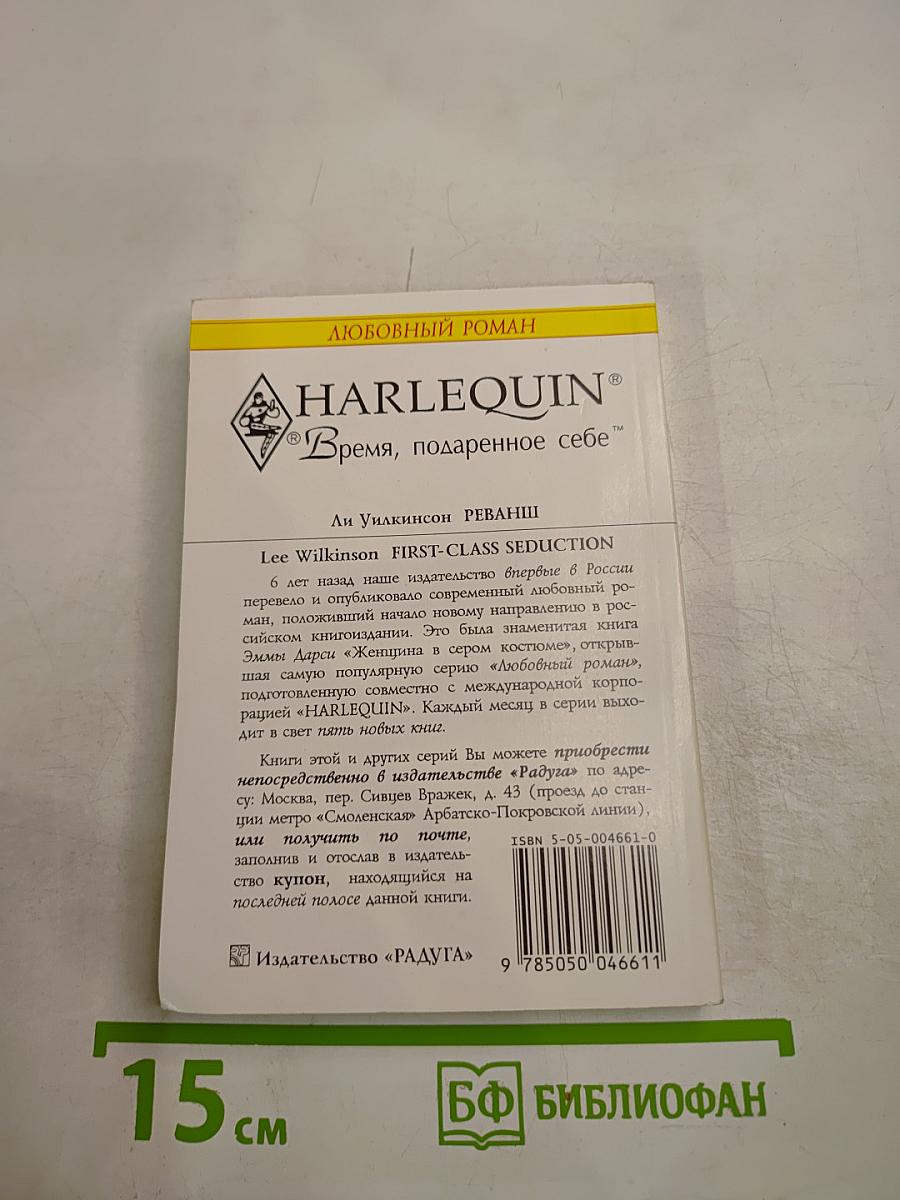 ЛЮБОВНЫЙ РОМАН
HARLEQUIN®
® Время, подаренное себе™
Ли Уилкинсон РЕВАНШ
Lee Wilkinson FIRST-CLASS SEDUCTION
6 лет назад наше издательство впервые в России
перевело и опубликовало современный любовный ро-
ман, положивший начало новому направлению в рос-
сийском книгоиздании. Это была знаменитая книга
Эммы Дарси «Женщина в сером костюме», открыв-
шая самую популярную серию «Любовный роман»,
подготовленную совместно с международной корпо-
рацией «HARLEQUIN». Каждый месяц в серии выхо-
дит в свет пять новых книг.
Книги этой и других серий Вы можете приобрести
непосредственно в издательстве «Радуга» по адре-
су: Москва, пер. Сивцев Вражек, д. 43 (проезд до стан-
ции метро «Смоленская» Арбатско-Покровской линии),
или получить по почте,
заполнив и отослав в издатель-
ство купон, находящийся на
последней полосе данной книги.
Издательство «РАДУГА»
ISBN 5-05-004661-0
9 785050 046611
15 см
БФ БИБЛИОФАН